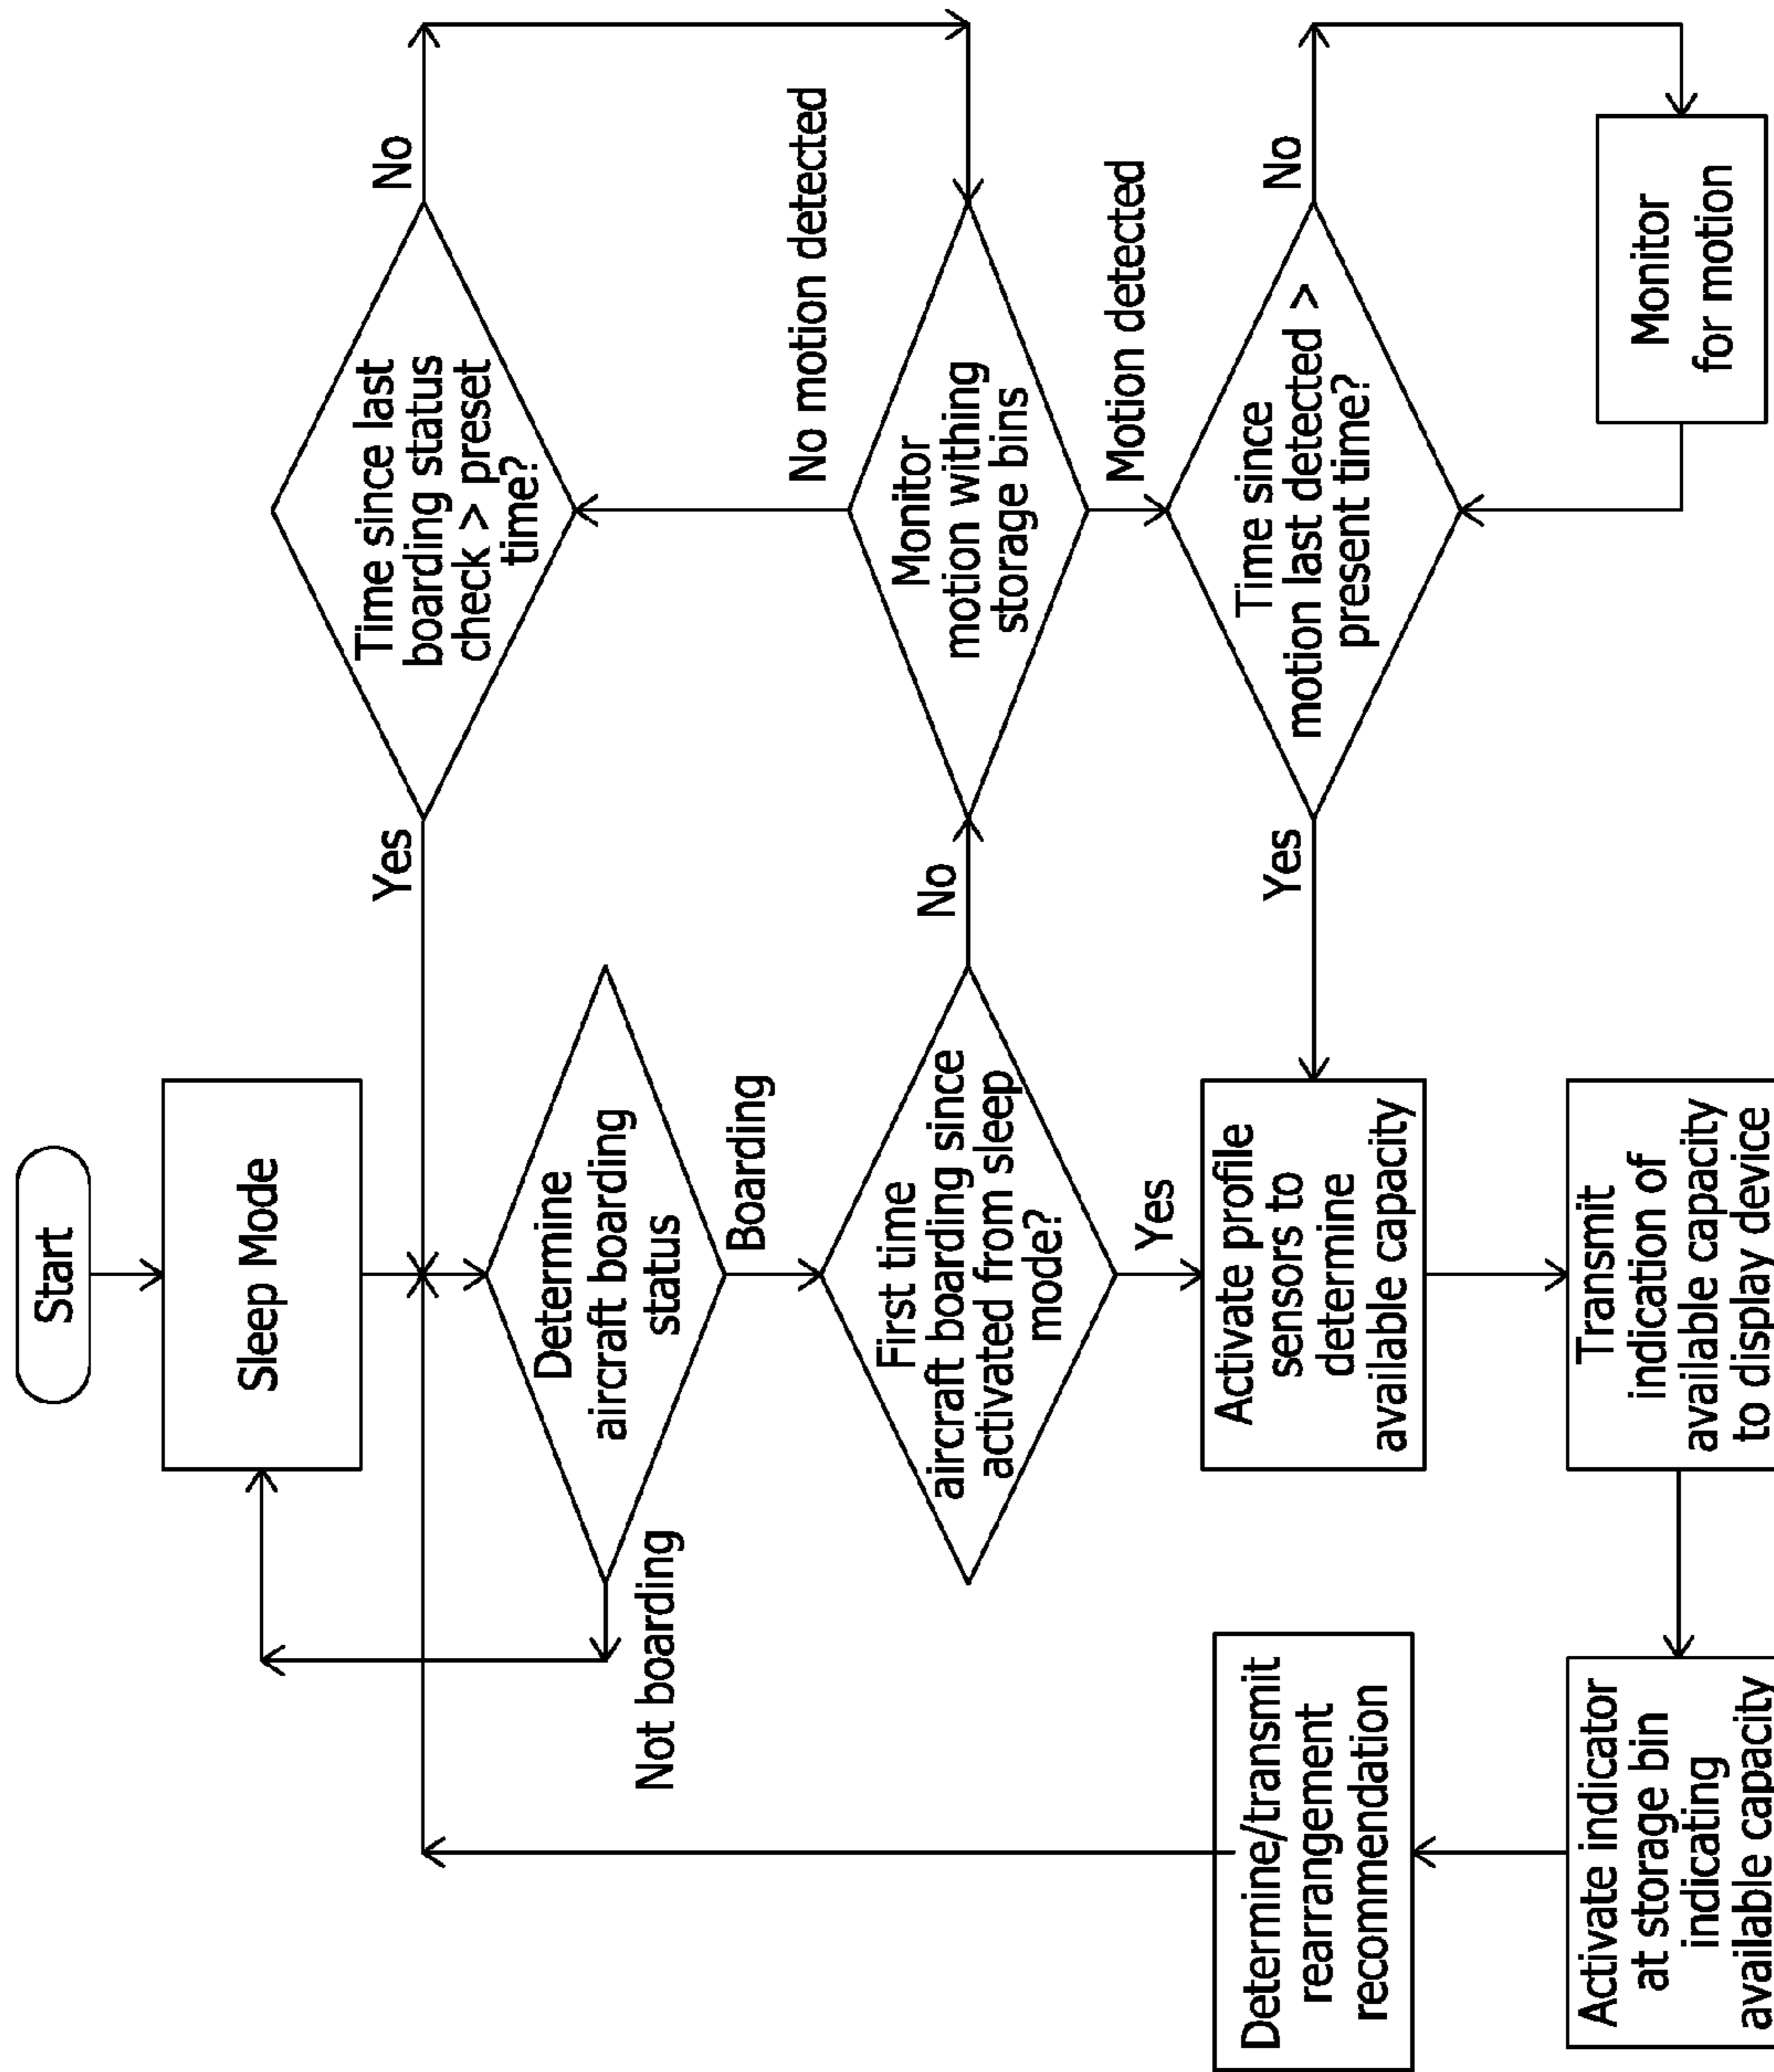 Start
Sleep Mode
Determine
aircraft boarding
status
Not boarding
Boarding
First time
aircraft boarding since
activated from sleep
mode?
No
Yes
Time since last
boarding status
check > preset
time?
Yes
No
No motion detected
Monitor
motion withing
storage bins
Motion detected
Time since
motion last detected >
present time?
Yes
No
Monitor
for motion
Activate profile
sensors to
determine
available capacity
Transmit
indication of
available capacity
to display device
Activate indicator
at storage bin
indicating
available capacity
Determine/transmit
rearrangement
recommendation